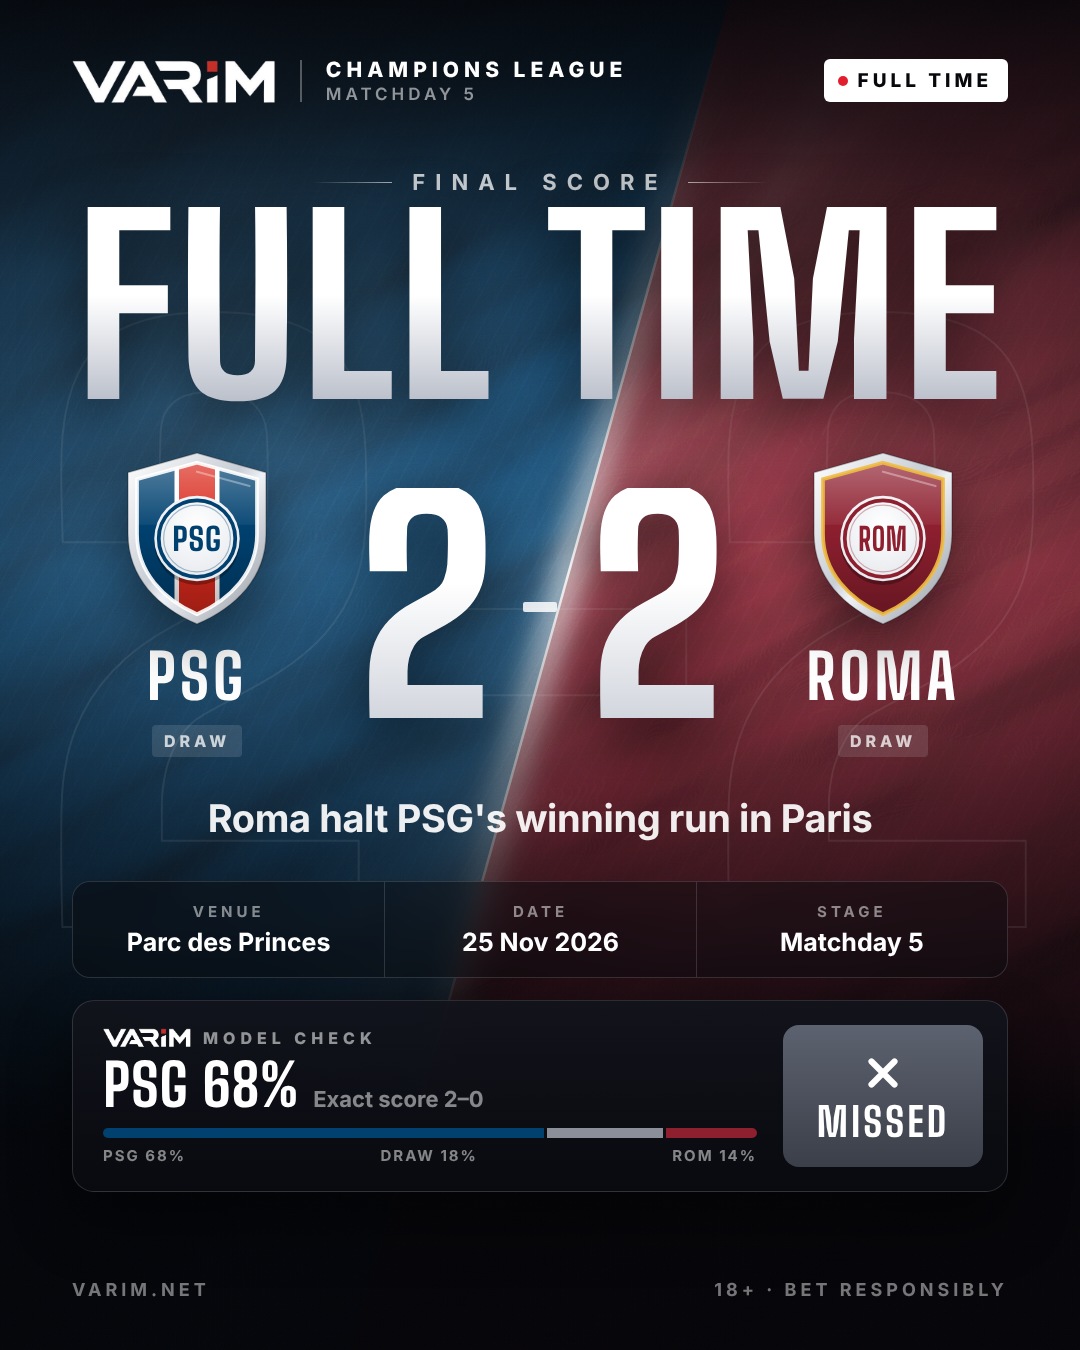 VARiM
CHAMPIONS LEAGUE
MATCHDAY 5
FULL TIME
FINAL SCORE
FULL TIME
PSG
ROM
2-2
PSG
ROMA
DRAW
DRAW
Roma halt PSG's winning run in Paris
VENUE
Parc des Princes
DATE
25 Nov 2026
STAGE
Matchday 5
VARiM MODEL CHECK
PSG 68% Exact score 2–0
PSG 68%
DRAW 18%
ROM 14%
MISSED
VARIM.NET
18+ · BET RESPONSIBLY